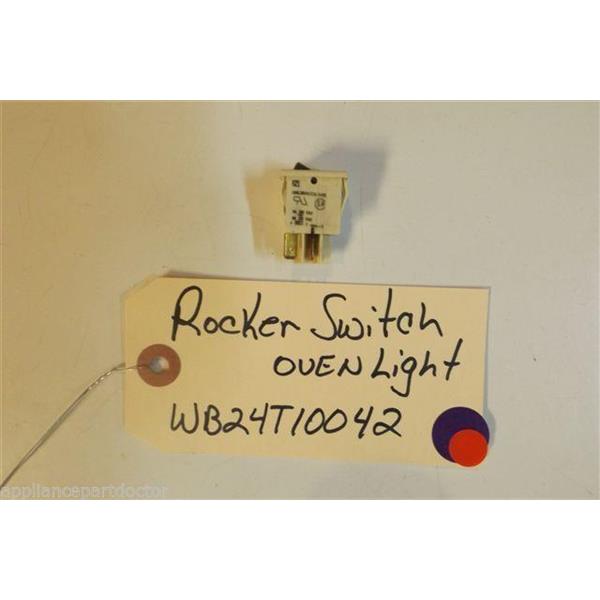 Rocker Switch
OVEN Light
WB24T10042
appliancepartdoctor